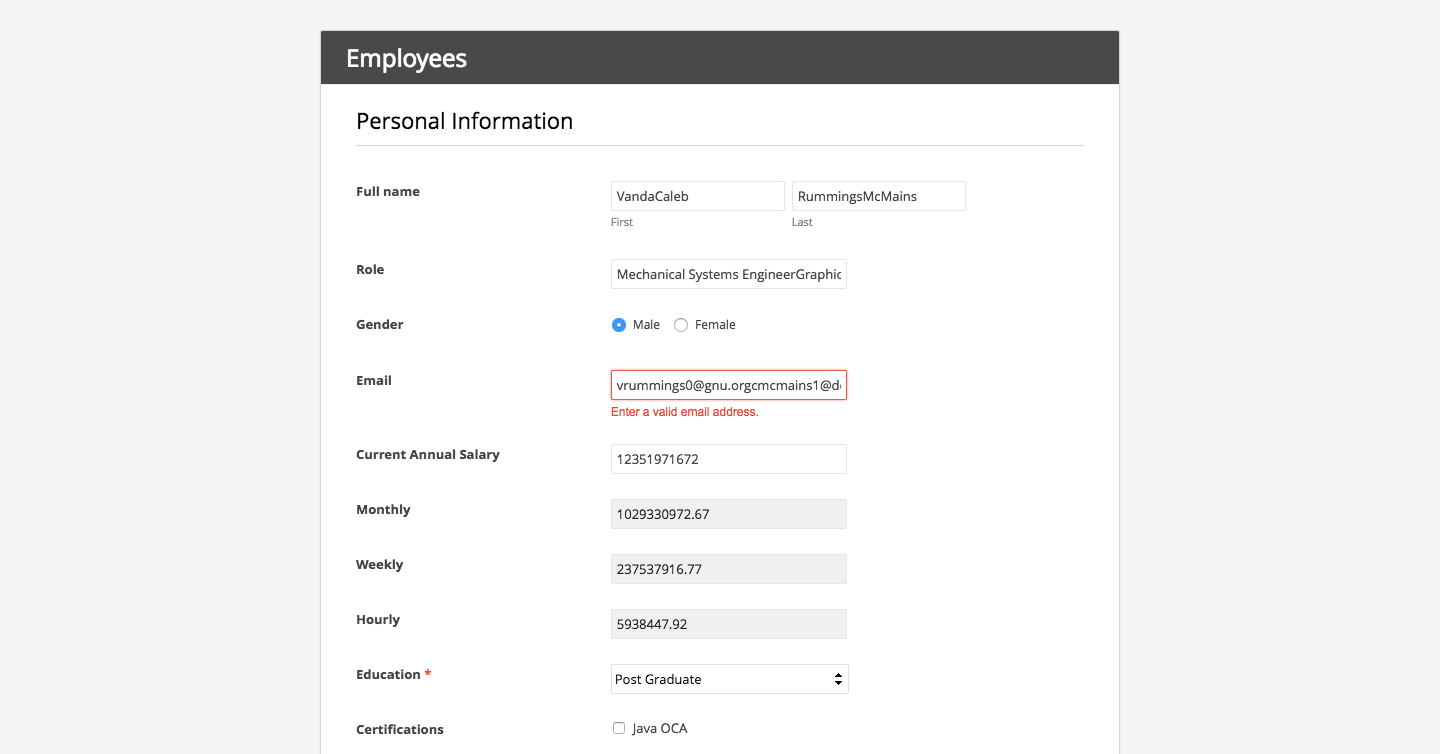 Employees
Personal Information
Full name
VandaCaleb RummingsMcMains
First Last
Role
Mechanical Systems EngineerGraphic
Gender
Male Female
Email
vrummings0@gnu.orgcmcmains1@d
Enter a valid email address.
Current Annual Salary
12351971672
Monthly
1029330972.67
Weekly
237537916.77
Hourly
5938447.92
Education *
Post Graduate
Certifications
Java OCA